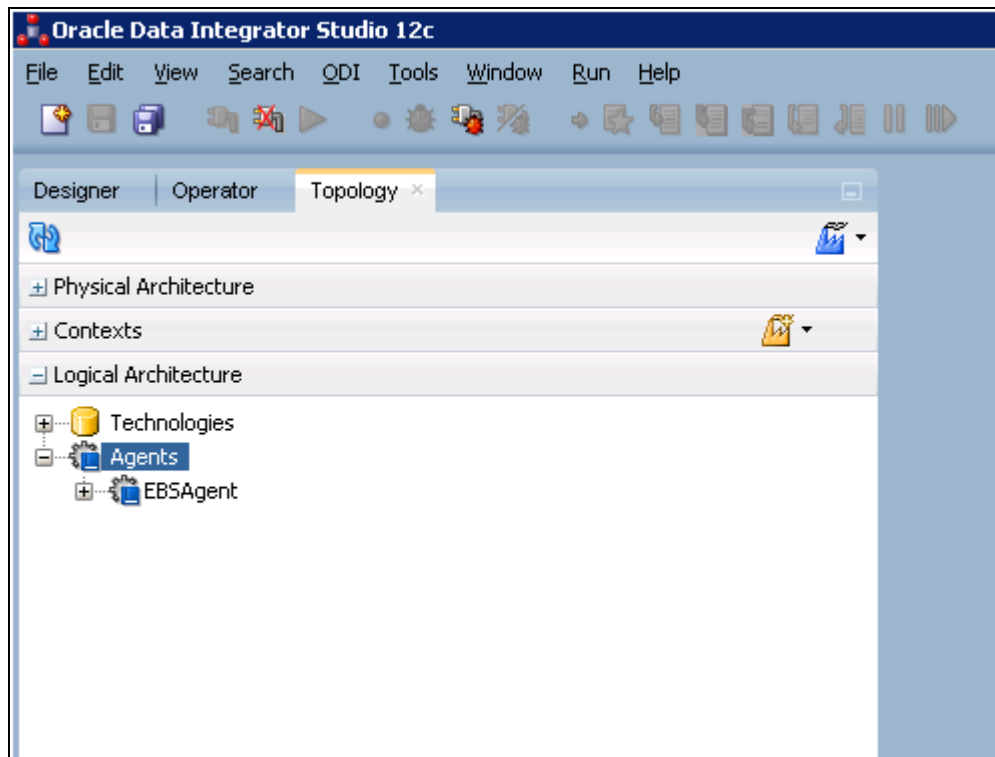 Oracle Data Integrator Studio 12c
File Edit View Search ODI Tools Window Run Help
Designer Operator Topology
Physical Architecture
Contexts
Logical Architecture
Technologies
Agents
EBSAgent